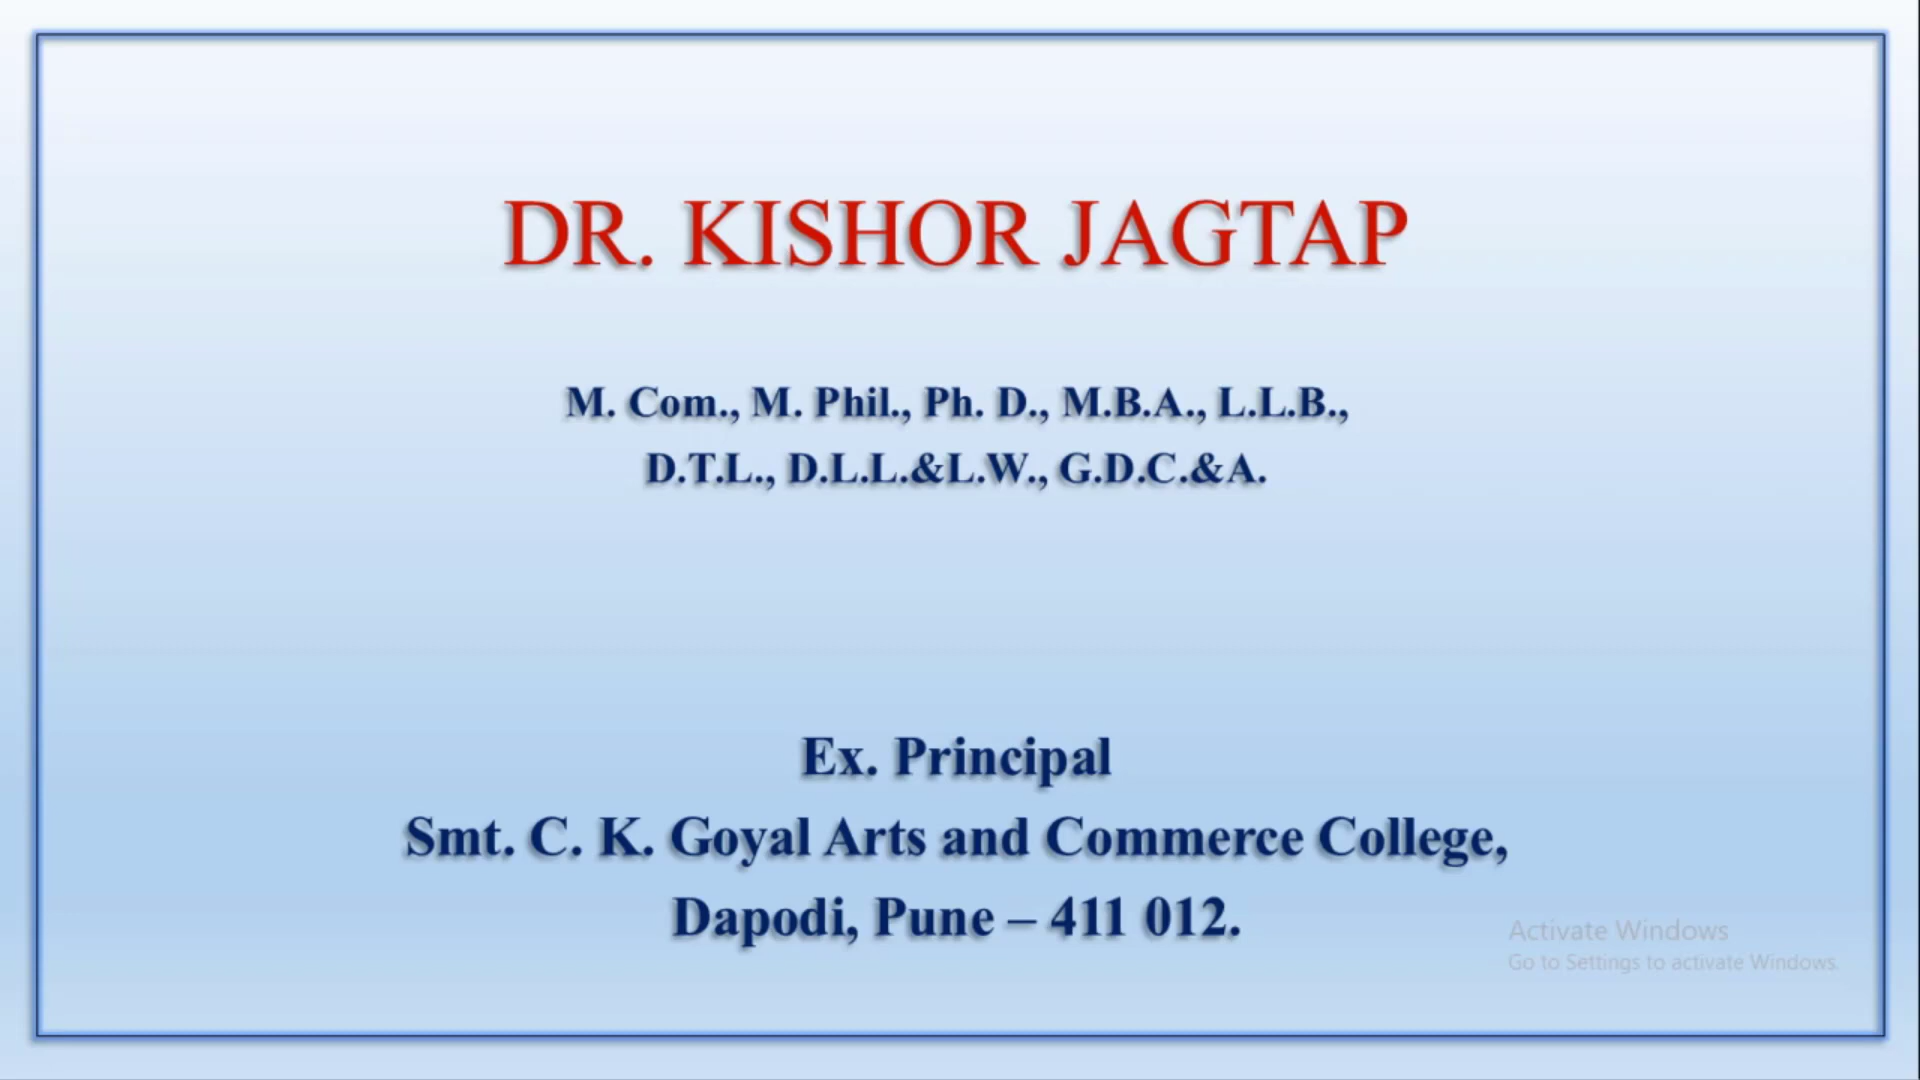 DR. KISHOR JAGTAP
M. Com., M. Phil., Ph. D., M.B.A., L.L.B.,
D.T.L., D.L.L.&L.W., G.D.C.&A.
Ex. Principal
Smt. C. K. Goyal Arts and Commerce College,
Dapodi, Pune – 411 012.
Activate Windows
Go to Settings to activate Windows.